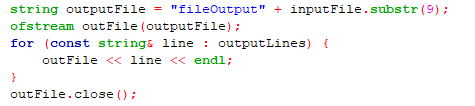 string outputFile = "fileOutput" + inputFile.substr(9);
ofstream outFile(outputFile);
for (const string& line : outputLines) {
    outFile << line << endl;
}
outFile.close();